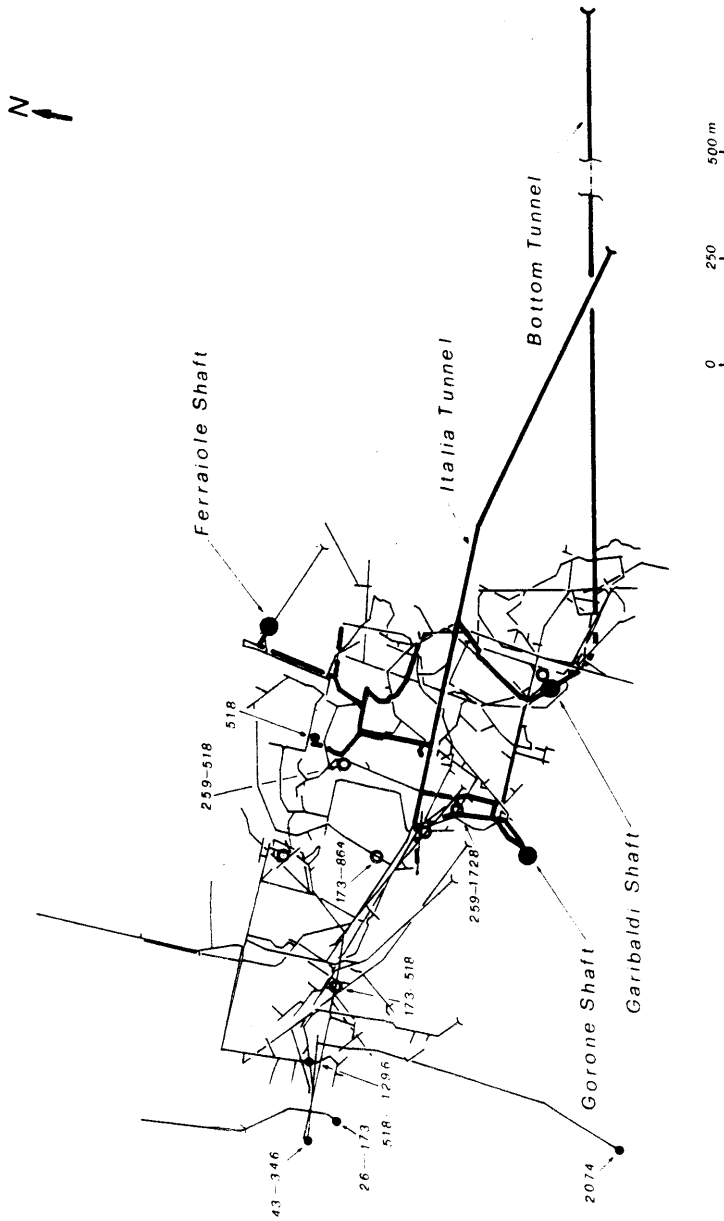 N
Ferraiole Shaft
Italia Tunnel
Bottom Tunnel
0 250 500 m
518
259-518
173-864
259-1728
173-518
518-1296
26-173
43-346
2074
Gorone Shaft
Garibaldi Shaft